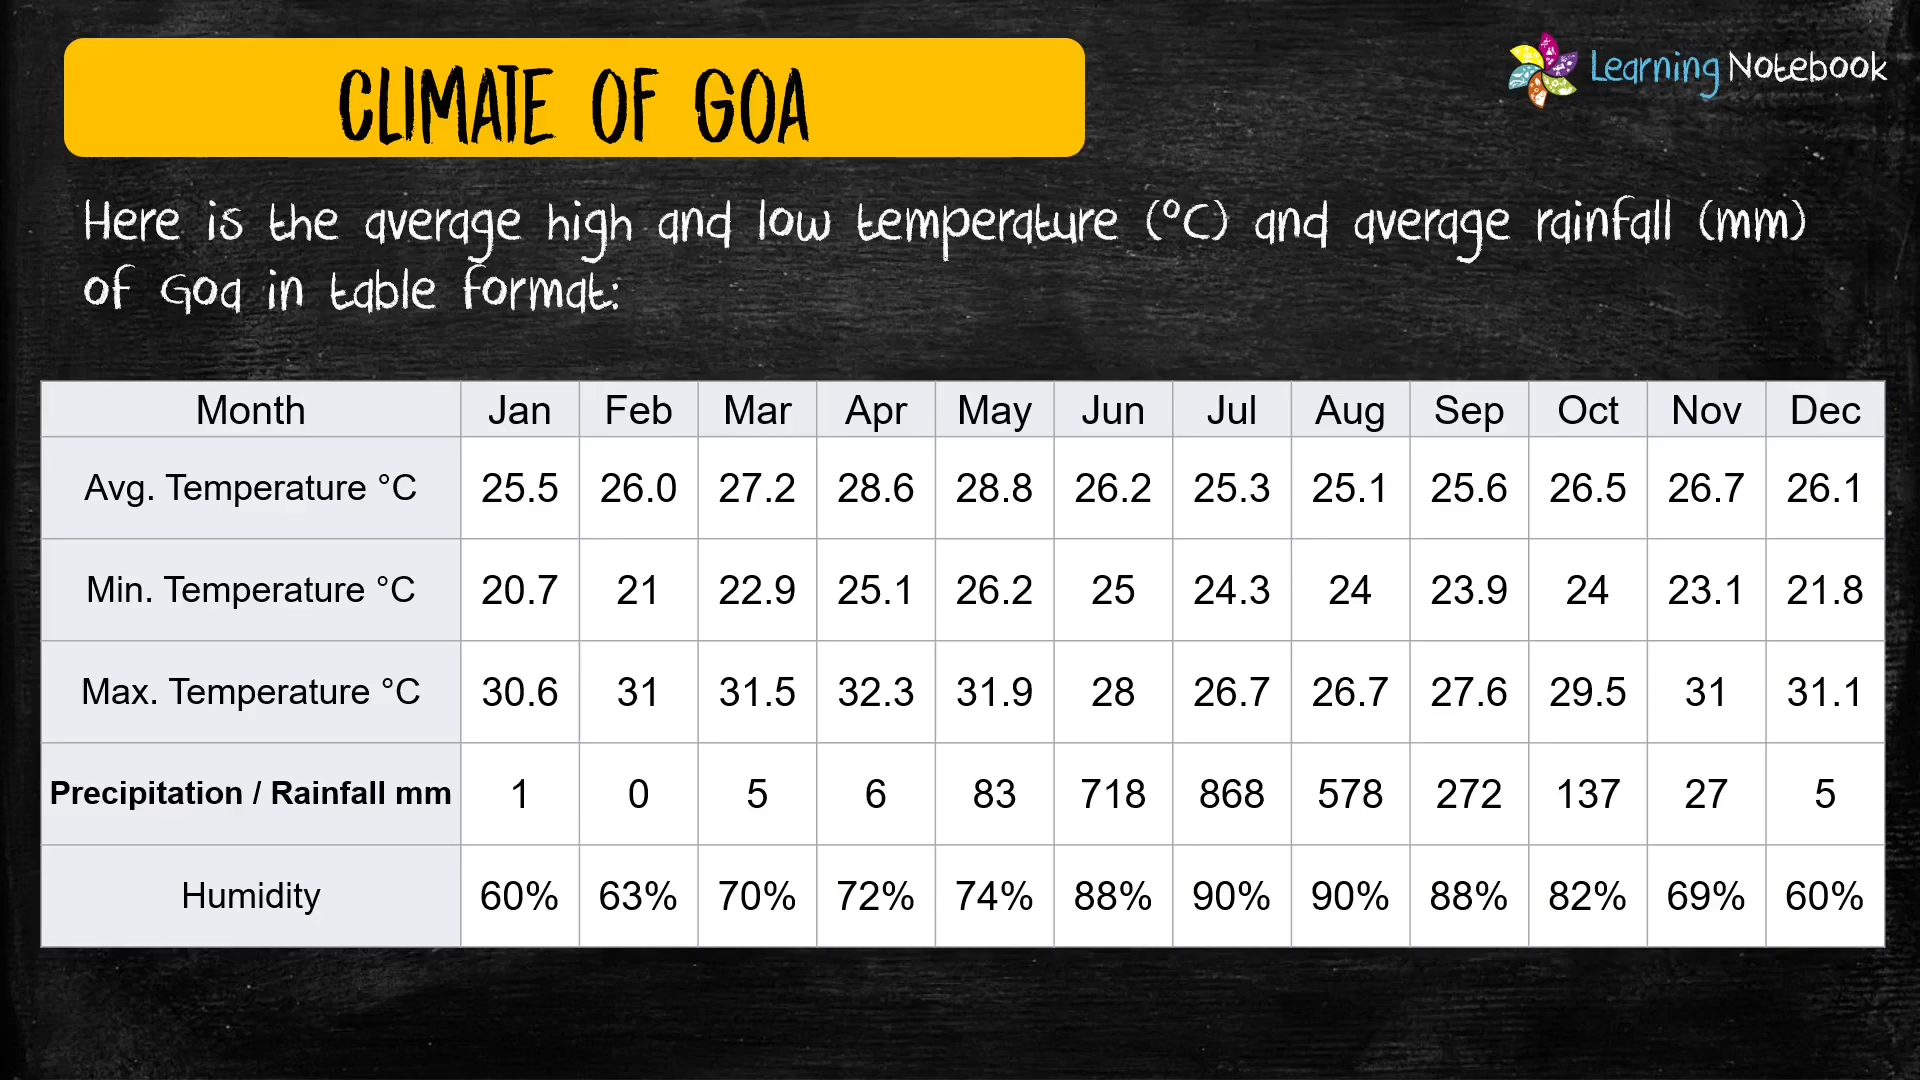 CLIMATE OF GOA
Learning Notebook
Here is the average high and low temperature (°C) and average rainfall (mm)
of Goa in table format:
Month Jan Feb Mar Apr May Jun Jul Aug Sep Oct Nov Dec
Avg. Temperature °C 25.5 26.0 27.2 28.6 28.8 26.2 25.3 25.1 25.6 26.5 26.7 26.1
Min. Temperature °C 20.7 21 22.9 25.1 26.2 25 24.3 24 23.9 24 23.1 21.8
Max. Temperature °C 30.6 31 31.5 32.3 31.9 28 26.7 26.7 27.6 29.5 31 31.1
Precipitation / Rainfall mm 1 0 5 6 83 718 868 578 272 137 27 5
Humidity 60% 63% 70% 72% 74% 88% 90% 90% 88% 82% 69% 60%